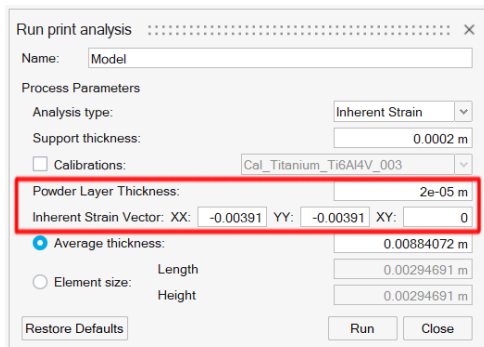 Run print analysis
Name: Model
Process Parameters
Analysis type: Inherent Strain
Support thickness: 0.0002 m
Calibrations: Cal_Titanium_Ti6Al4V_003
Powder Layer Thickness: 2e-05 m
Inherent Strain Vector: XX: -0.00391 YY: -0.00391 XY: 0
Average thickness: 0.00884072 m
Element size: Length 0.00294691 m
Height 0.00294691 m
Restore Defaults Run Close